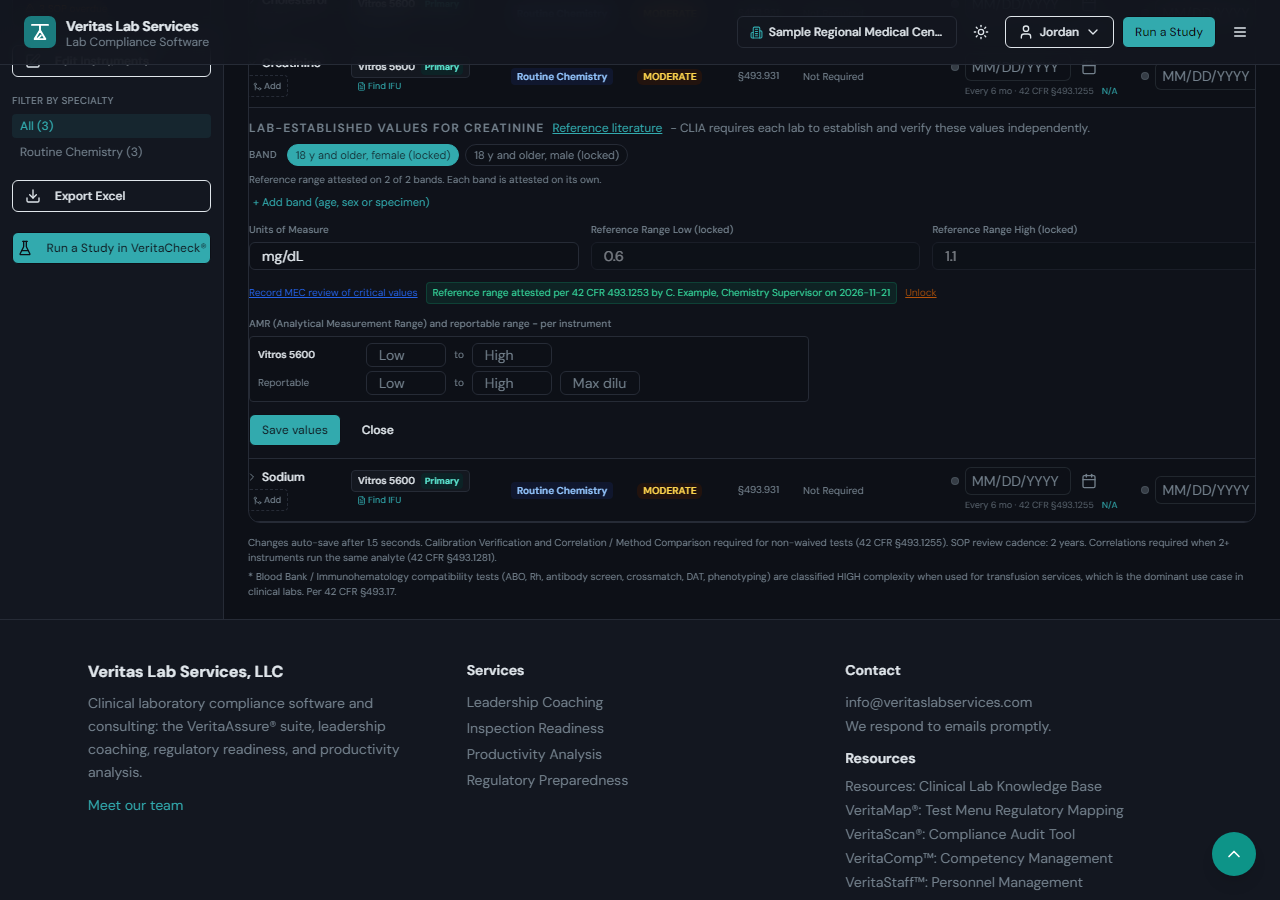 Veritas Lab Services
Lab Compliance Software
Sample Regional Medical Cen...
Jordan
Run a Study
Edit Instruments
FILTER BY SPECIALTY
All (3)
Routine Chemistry (3)
Export Excel
Run a Study in VeritaCheck®
Creatinine
Vitros 5600 Primary
Add
Find IFU
Routine Chemistry
MODERATE
§493.931
Not Required
MM/DD/YYYY
MM/DD/YYYY
Every 6 mo · 42 CFR §493.1255 N/A
LAB-ESTABLISHED VALUES FOR CREATININE Reference literature – CLIA requires each lab to establish and verify these values independently.
BAND 18 y and older, female (locked) 18 y and older, male (locked)
Reference range attested on 2 of 2 bands. Each band is attested on its own.
+ Add band (age, sex or specimen)
Units of Measure
Reference Range Low (locked)
Reference Range High (locked)
mg/dL
0.6
1.1
Record MEC review of critical values Reference range attested per 42 CFR 493.1253 by C. Example, Chemistry Supervisor on 2026-11-21 Unlock
AMR (Analytical Measurement Range) and reportable range – per instrument
Vitros 5600 Low to High
Reportable Low to High Max dilu
Save values Close
Sodium
Vitros 5600 Primary
Add
Find IFU
Routine Chemistry
MODERATE
§493.931
Not Required
MM/DD/YYYY
MM/DD/YYYY
Every 6 mo · 42 CFR §493.1255 N/A
Changes auto-save after 1.5 seconds. Calibration Verification and Correlation / Method Comparison required for non-waived tests (42 CFR §493.1255). SOP review cadence: 2 years. Correlations required when 2+
instruments run the same analyte (42 CFR §493.1281).
* Blood Bank / Immunohematology compatibility tests (ABO, Rh, antibody screen, crossmatch, DAT, phenotyping) are classified HIGH complexity when used for transfusion services, which is the dominant use case in
clinical labs. Per 42 CFR §493.17.
Veritas Lab Services, LLC
Clinical laboratory compliance software and
consulting: the VeritaAssure® suite, leadership
coaching, regulatory readiness, and productivity
analysis.
Meet our team
Services
Leadership Coaching
Inspection Readiness
Productivity Analysis
Regulatory Preparedness
Contact
info@veritaslabservices.com
We respond to emails promptly.
Resources
Resources: Clinical Lab Knowledge Base
VeritaMap®: Test Menu Regulatory Mapping
VeritaScan®: Compliance Audit Tool
VeritaComp™: Competency Management
VeritaStaff™: Personnel Management